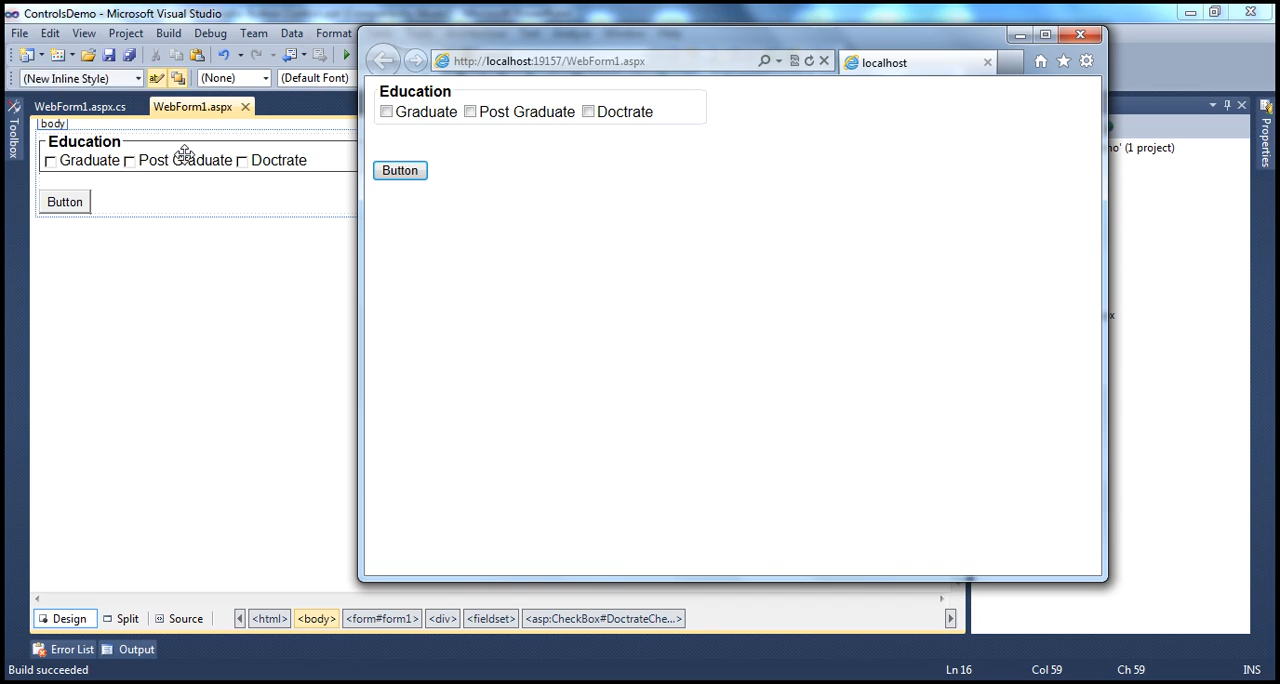 ControlsDemo - Microsoft Visual Studio
File Edit View Project Build Debug Team Data Format
(New Inline Style) (None) (Default Font)
WebForm1.aspx.cs WebForm1.aspx
body
Education
Graduate Post Graduate Doctrate
Button
http://localhost:19157/WebForm1.aspx localhost
Education
Graduate Post Graduate Doctrate
Button
Toolbox
(1 project)
Properties
Design Split Source <html> <body> <form#form1> <div> <fieldset> <asp:CheckBox#DoctrateChe...>
Error List Output
Build succeeded Ln 16 Col 59 Ch 59 INS